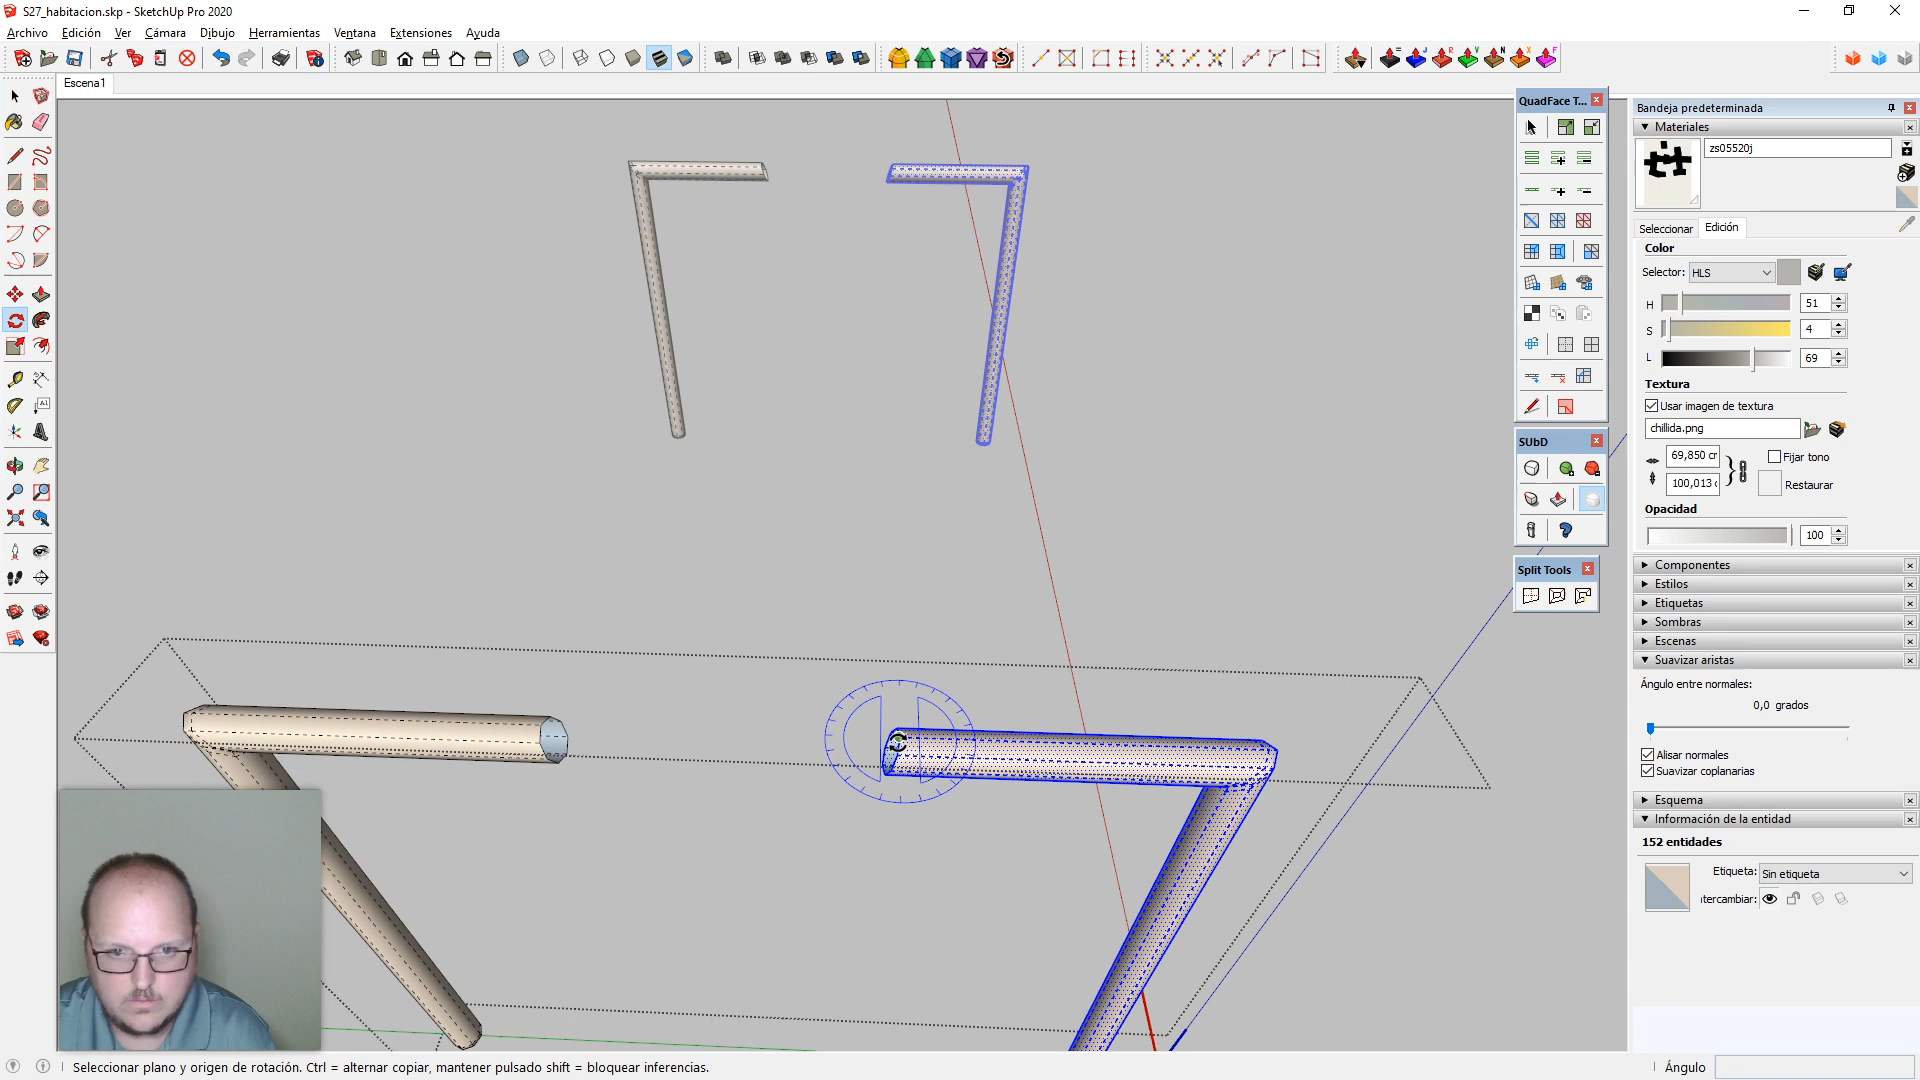 S27_habitacion.skp - SketchUp Pro 2020
Archivo Edición Ver Cámara Dibujo Herramientas Ventana Extensiones Ayuda
Escena1
QuadFace T...
SUbD
Split Tools
Bandeja predeterminada
Materiales
zs05520j
Seleccionar Edición
Color
Selector: HLS
H 51
S 4
L 69
Textura
Usar imagen de textura
chillida.png
69,850 cr
Fijar tono
100,013 c
Restaurar
Opacidad
100
Componentes
Estilos
Etiquetas
Sombras
Escenas
Suavizar aristas
Ángulo entre normales:
0,0 grados
Alisar normales
Suavizar coplanarias
Esquema
Información de la entidad
152 entidades
Etiqueta: Sin etiqueta
ıtercambiar:
Seleccionar plano y origen de rotación. Ctrl = alternar copiar, mantener pulsado shift = bloquear inferencias.
Ángulo